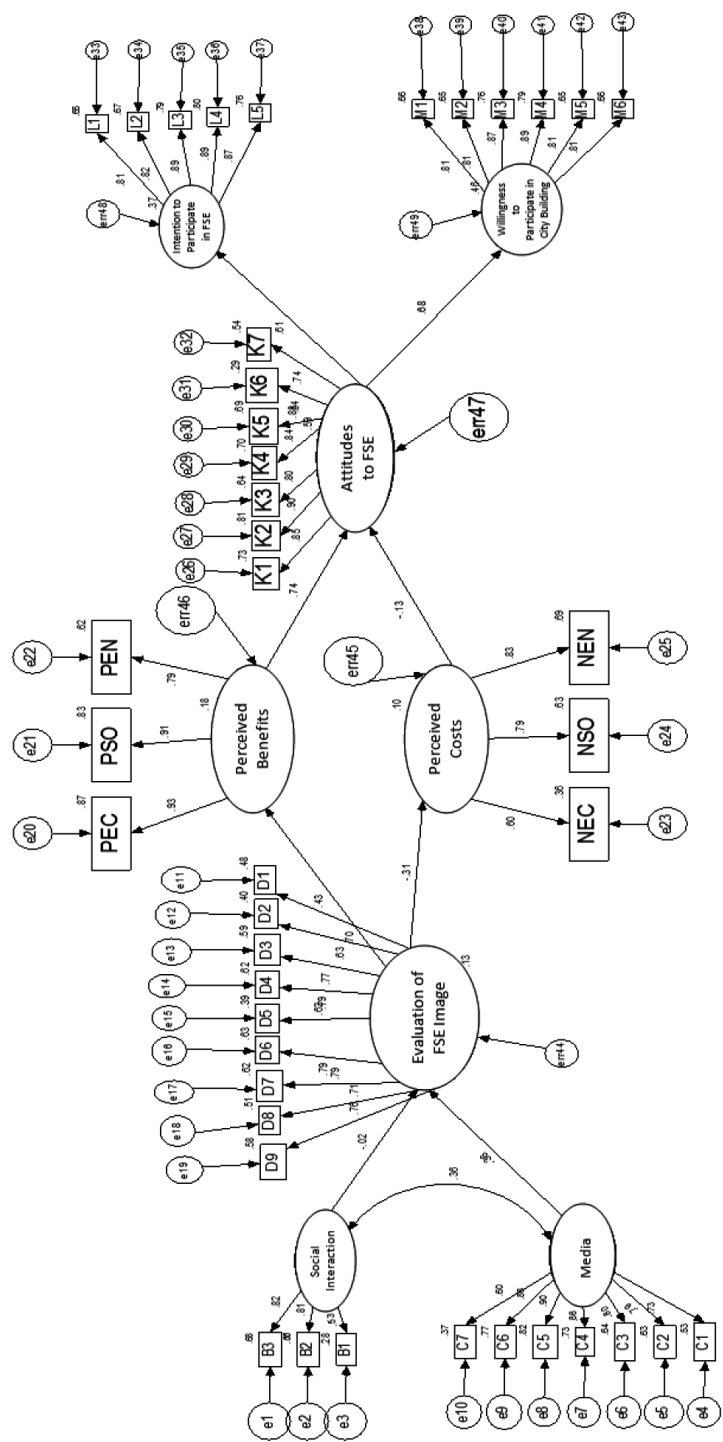 e1
e2
e3
B3
B2
B1
.68
.66
.28
.82
.81
.53
Social
Interaction
e10
e9
e8
e7
e6
e5
e4
C7
C6
C5
C4
C3
C2
C1
.37
.77
.82
.73
.64
.63
.53
.60
.90
.86
.73
Media
.36
-.02
e19
e18
e17
e16
e15
e14
e13
e12
e11
D9
D8
D7
D6
D5
D4
D3
D2
D1
.58
.51
.62
.63
.39
.62
.59
.40
.48
.76
.71
.79
.79
.79
.77
.63
.70
.43
Evaluation of
FSE Image
.13
err44
-.31
e20
e21
e22
PEC
PSO
PEN
.87
.83
.62
.93
.91
.79
Perceived
Benefits
.18
err46
.74
err45
.10
Perceived
Costs
-.13
.60
.79
.83
.36
.63
.69
NEC
NSO
NEN
e23
e24
e25
e26
e27
e28
e29
e30
e31
e32
K1
K2
K3
K4
K5
K6
K7
.73
.81
.64
.70
.69
.29
.54
.85
.90
.80
.84
.59
.74
Attitudes
to FSE
err47
.61
.68
err48
.37
Intention to
Participate
in FSE
.81
.82
.89
.89
.87
.65
.67
.79
.80
.76
L1
L2
L3
L4
L5
e33
e34
e35
e36
e37
err49
.46
Willingness
to
Participate in
City Building
.81
.81
.87
.89
.81
.81
.66
.65
.76
.79
.65
.66
M1
M2
M3
M4
M5
M6
e38
e39
e40
e41
e42
e43